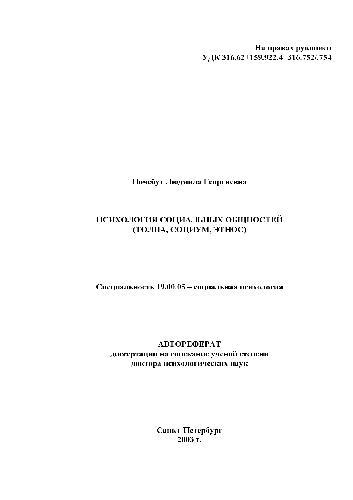 На правах рукописи
УДК 316.62+159.922.4+316.752/.754
Почебут Людмила Георгиевна
ПСИХОЛОГИЯ СОЦИАЛЬНЫХ ОБЩНОСТЕЙ
(ТОЛПА, СОЦИУМ, ЭТНОС)
Специальность 19.00.05 – социальная психология
АВТОРЕФЕРАТ
диссертации на соискание ученой степени
доктора психологических наук
Санкт-Петербург
2003 г.